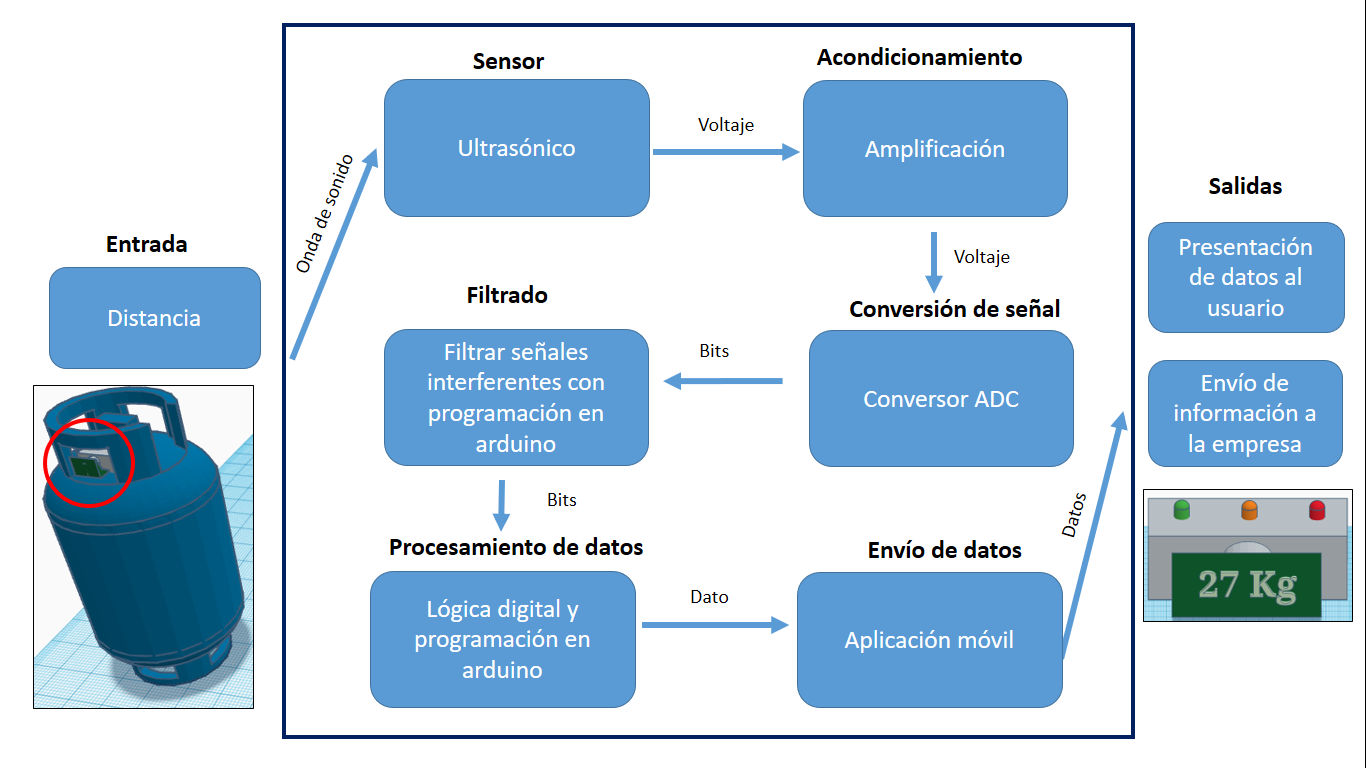 Entrada
Distancia
Onda de sonido
Sensor
Ultrasónico
Voltaje
Acondicionamiento
Amplificación
Voltaje
Conversión de señal
Conversor ADC
Bits
Filtrado
Filtrar señales
interferentes con
programación en
arduino
Bits
Procesamiento de datos
Lógica digital y
programación en
arduino
Dato
Envío de datos
Aplicación móvil
Datos
Salidas
Presentación
de datos al
usuario
Envío de
información a
la empresa
27 Kg